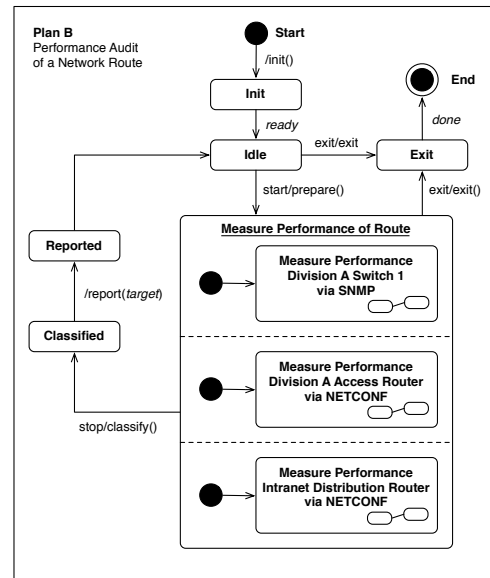 Plan B
Performance Audit
of a Network Route
Start
/init()
Init
End
ready
done
Idle
exit/exit
Exit
start/prepare()
exit/exit()
Measure Performance of Route
Reported
Measure Performance
Division A Switch 1
via SNMP
/report(target)
Classified
Measure Performance
Division A Access Router
via NETCONF
stop/classify()
Measure Performance
Intranet Distribution Router
via NETCONF